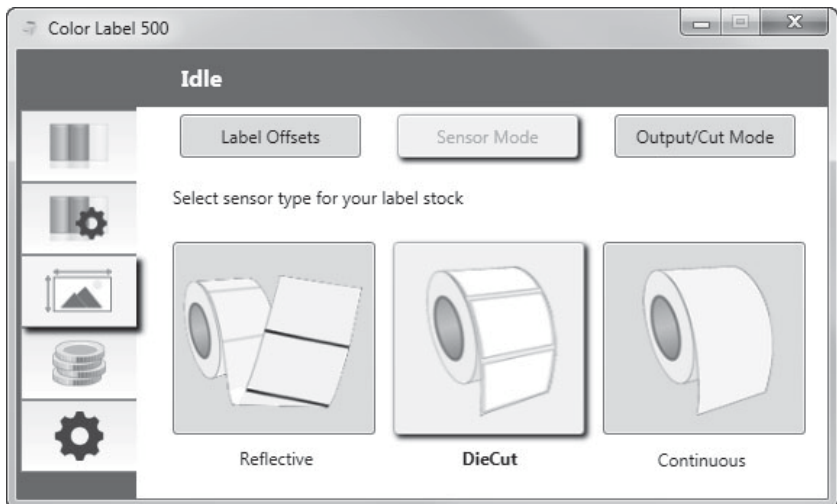 Color Label 500
Idle
Label Offsets
Sensor Mode
Output/Cut Mode
Select sensor type for your label stock
Reflective
DieCut
Continuous